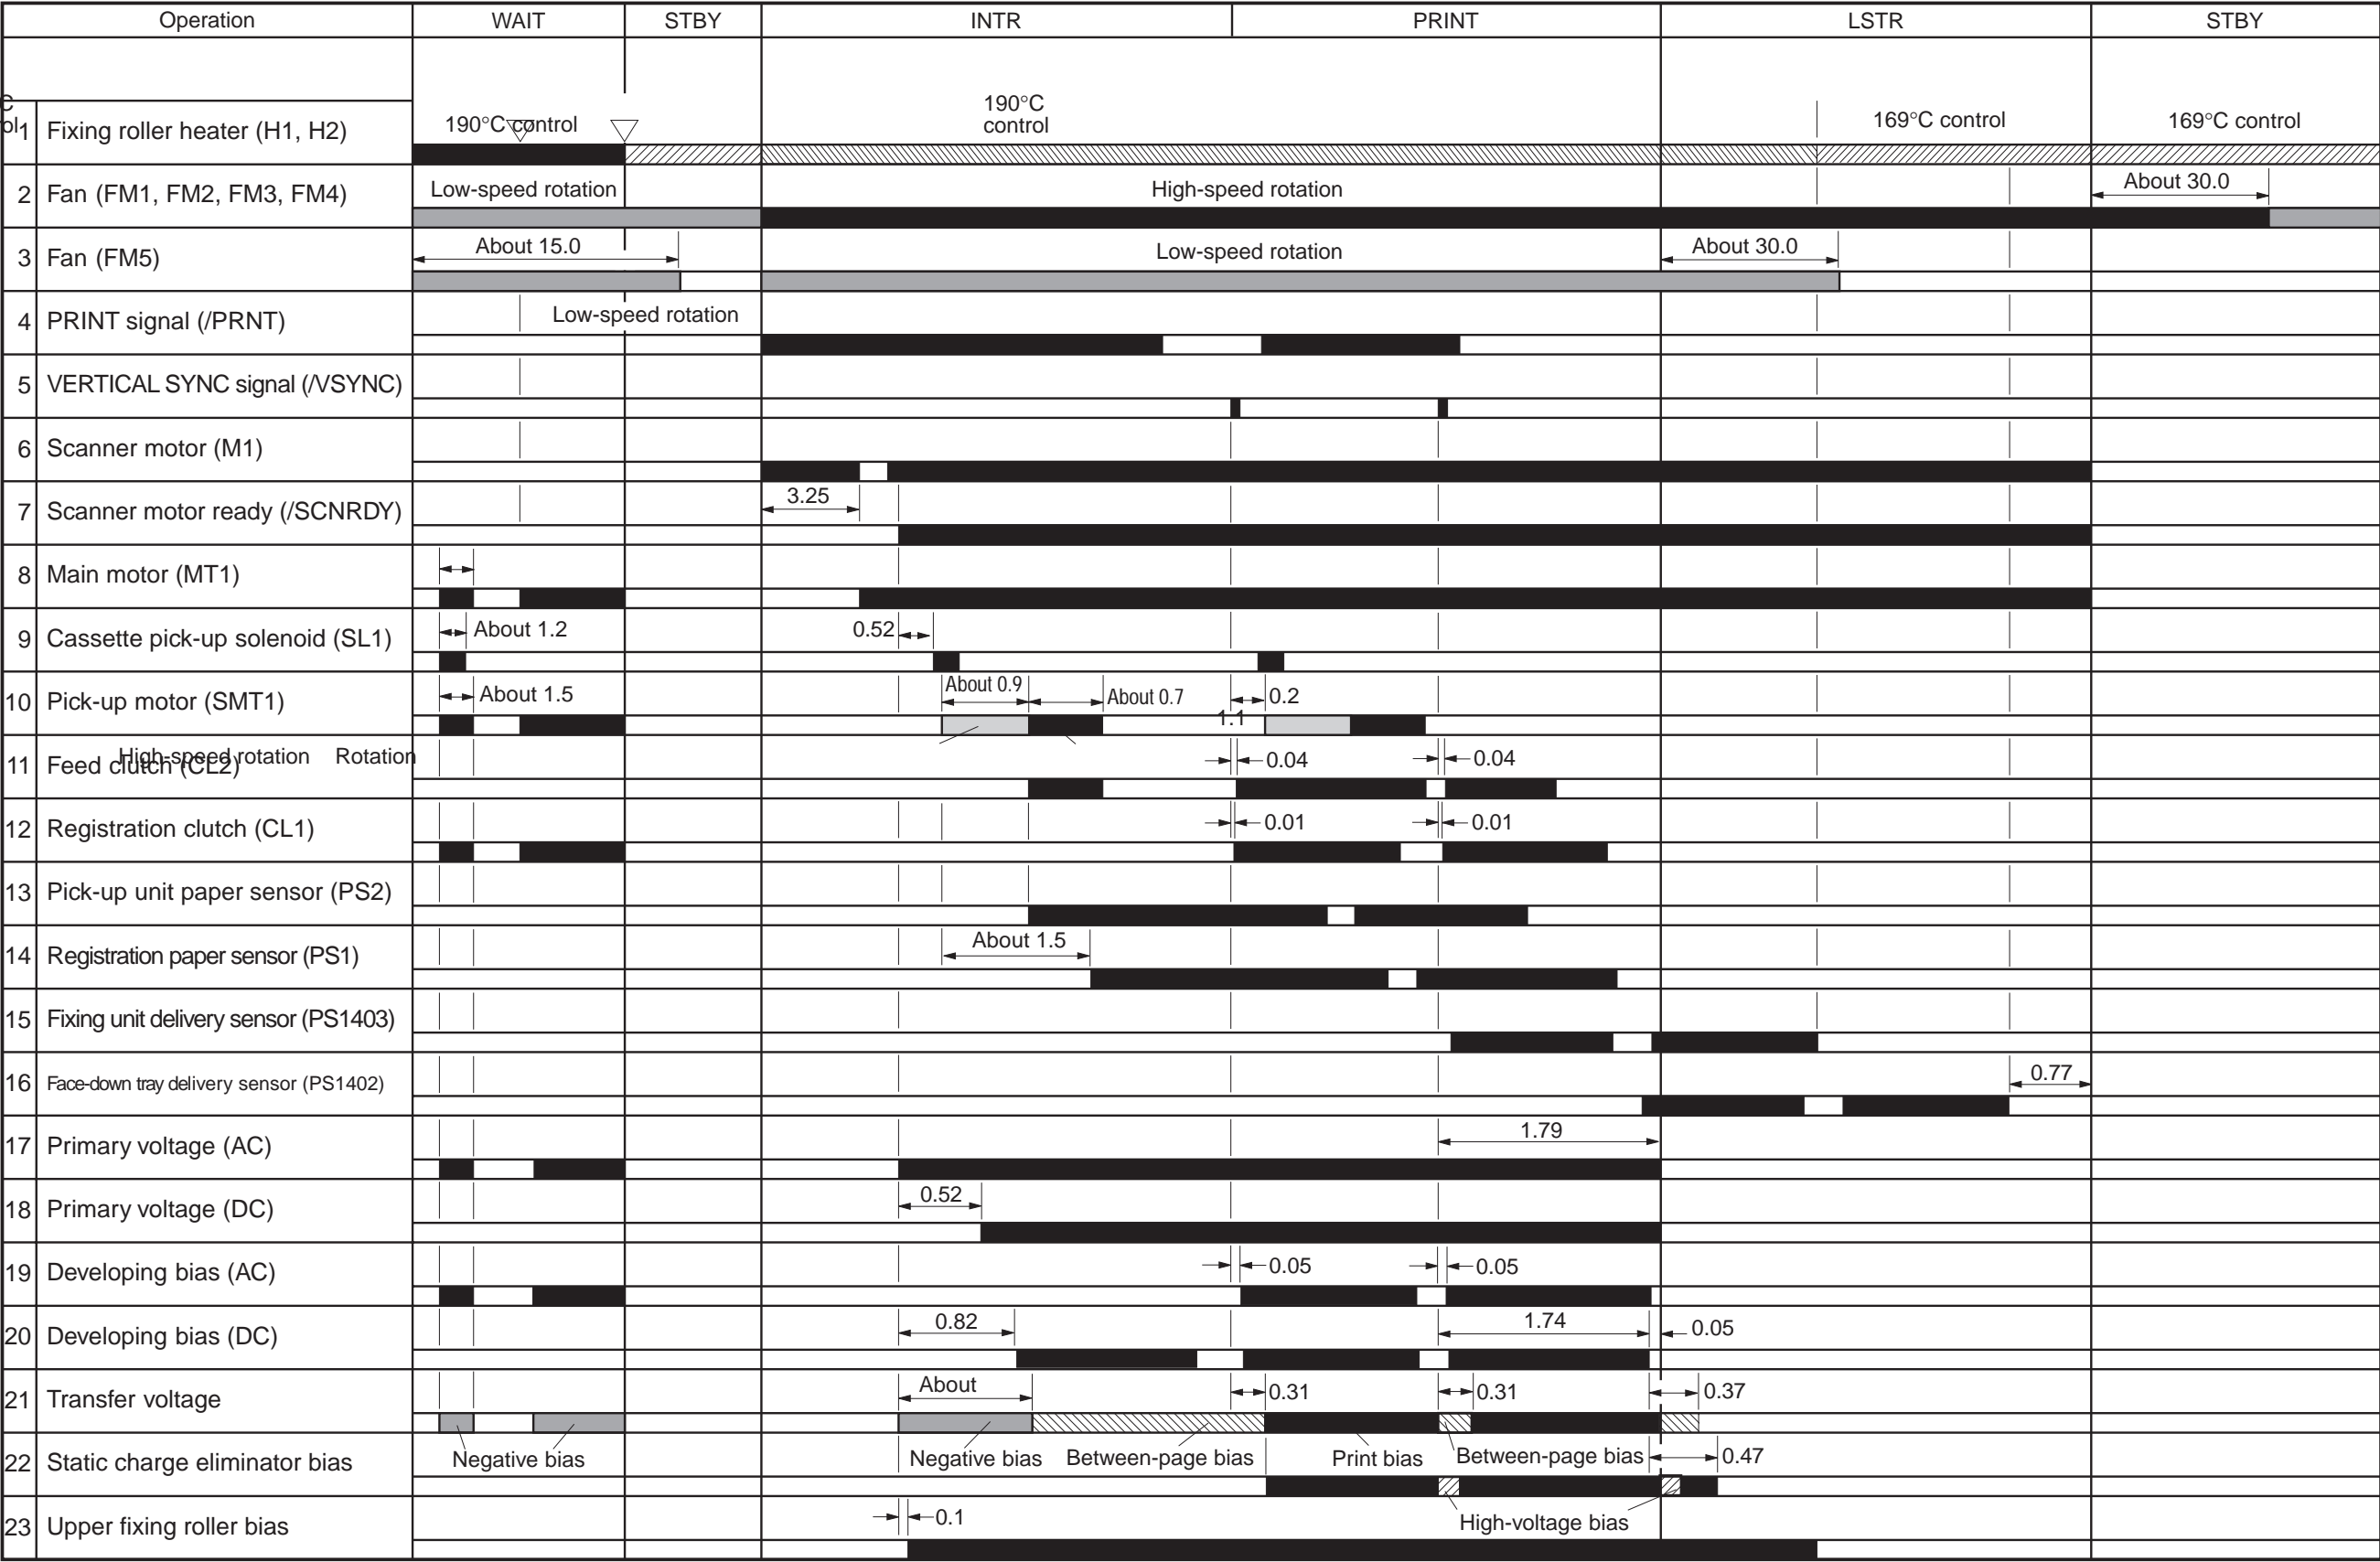 Operation WAIT STBY INTR PRINT LSTR STBY
C
ol
190°C
control
1 Fixing roller heater (H1, H2) 190°C control 169°C control 169°C control
2 Fan (FM1, FM2, FM3, FM4) Low-speed rotation High-speed rotation About 30.0
3 Fan (FM5) About 15.0 Low-speed rotation About 30.0
4 PRINT signal (/PRNT) Low-speed rotation
5 VERTICAL SYNC signal (/VSYNC)
6 Scanner motor (M1)
7 Scanner motor ready (/SCNRDY) 3.25
8 Main motor (MT1)
9 Cassette pick-up solenoid (SL1) About 1.2 0.52
10 Pick-up motor (SMT1) About 1.5 About 0.9 About 0.7 0.2
1.1
High-speed rotation Rotation
11 Feed clutch (CL2) 0.04 0.04
12 Registration clutch (CL1) 0.01 0.01
13 Pick-up unit paper sensor (PS2)
14 Registration paper sensor (PS1) About 1.5
15 Fixing unit delivery sensor (PS1403)
16 Face-down tray delivery sensor (PS1402) 0.77
17 Primary voltage (AC) 1.79
18 Primary voltage (DC) 0.52
19 Developing bias (AC) 0.05 0.05
20 Developing bias (DC) 0.82 1.74 0.05
21 Transfer voltage About 0.31 0.31 0.37
Negative bias Negative bias Between-page bias Print bias Between-page bias
22 Static charge eliminator bias 0.47
23 Upper fixing roller bias 0.1 High-voltage bias